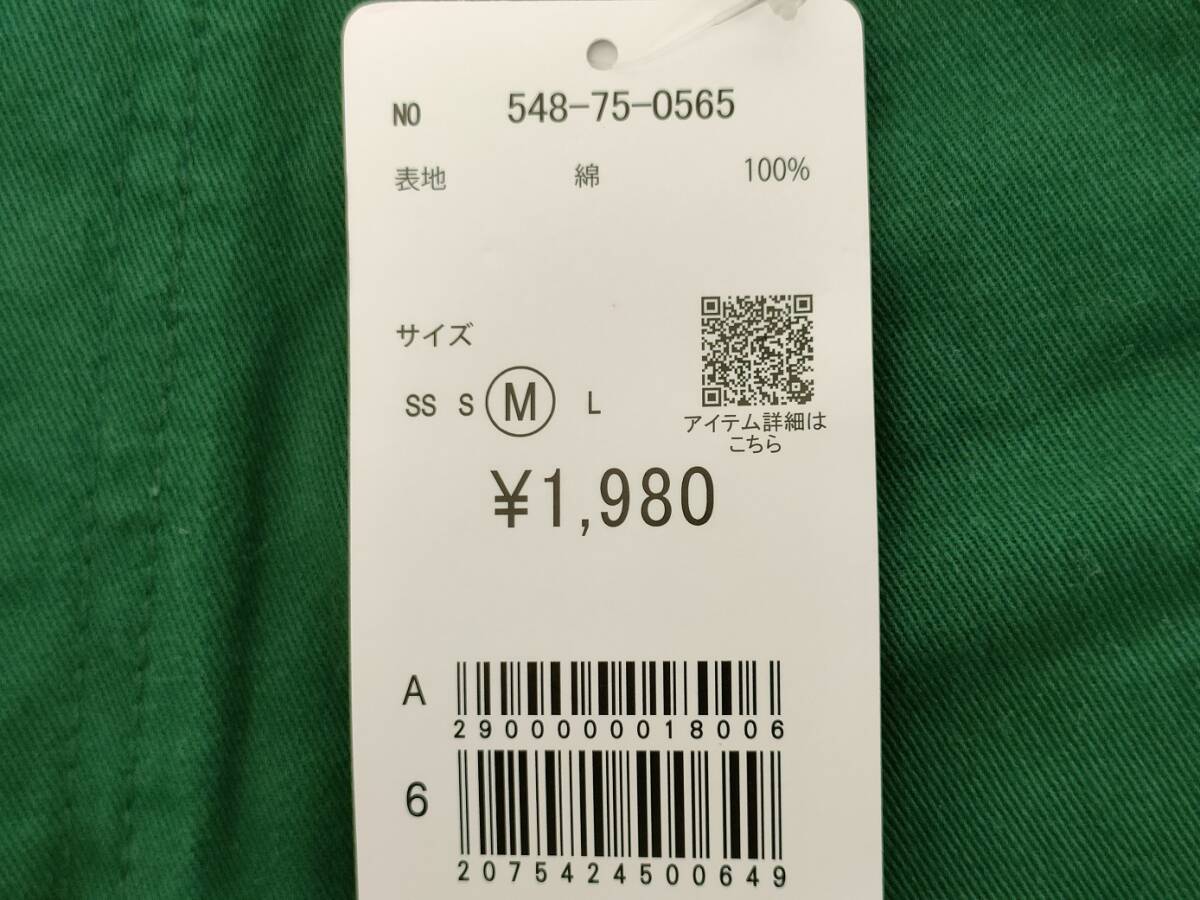 NO 548-75-0565
表地 綿 100%
サイズ
SS S M L
アイテム詳細は
こちら
¥1,980
A
2900000018006
6
2075424500649